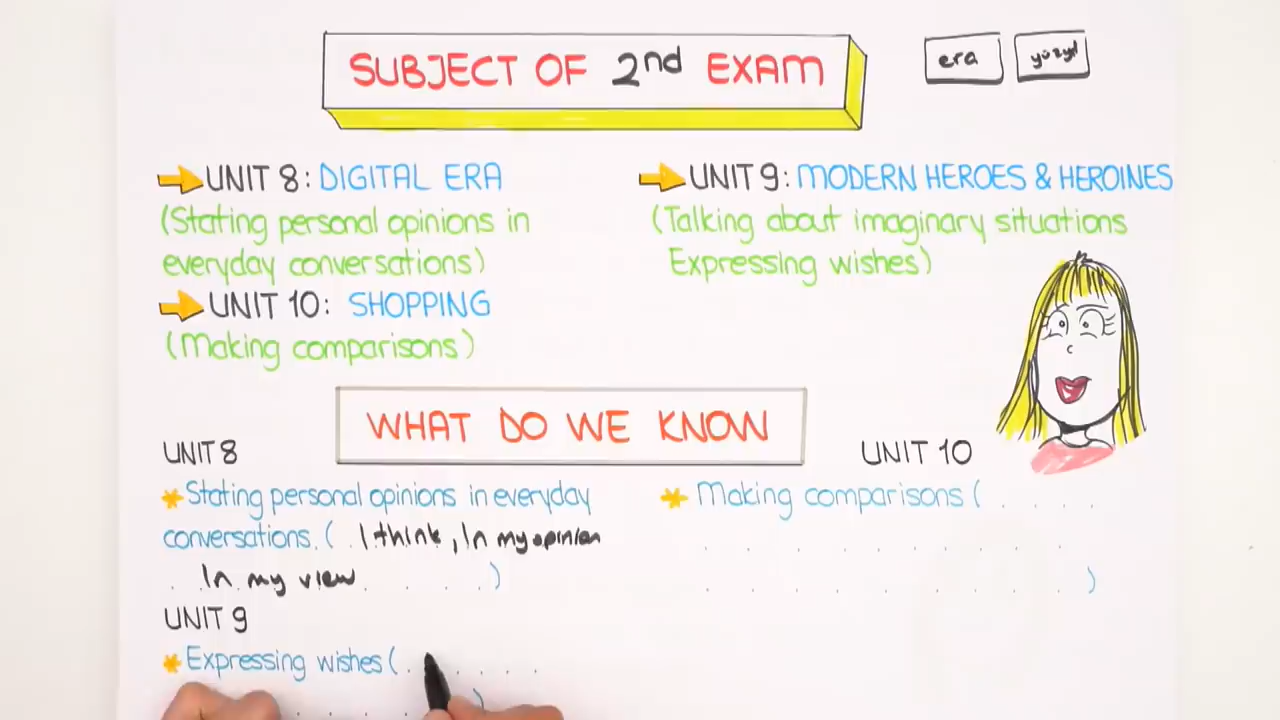 SUBJECT OF 2nd EXAM
era
yüzyıl
UNIT 8: DIGITAL ERA
(Stating personal opinions in
everyday conversations)
UNIT 9: MODERN HEROES & HEROINES
(Talking about imaginary situations
Expressing wishes)
UNIT 10: SHOPPING
(Making comparisons)
WHAT DO WE KNOW
UNIT 8
* Stating personal opinions in everyday
conversations. ( I think, In my opinion
. In my view . . . . )
UNIT 9
* Expressing wishes ( . . . . .
. . . . )
UNIT 10
* Making comparisons ( . . . .
. . . . . . . . .
. . . . . . . . . )